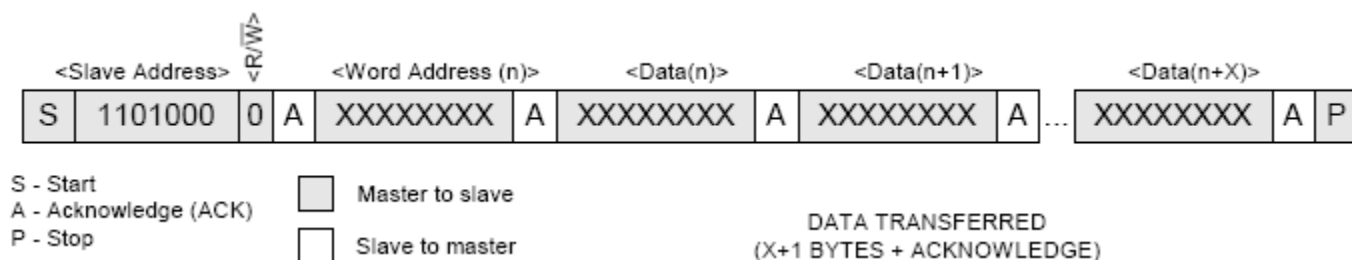 <Slave Address> <R/W̅> <Word Address (n)> <Data(n)> <Data(n+1)> <Data(n+X)>
S 1101000 0 A XXXXXXXX A XXXXXXXX A XXXXXXXX A ... XXXXXXXX A P
S - Start
A - Acknowledge (ACK)
P - Stop
Master to slave
Slave to master
DATA TRANSFERRED
(X+1 BYTES + ACKNOWLEDGE)